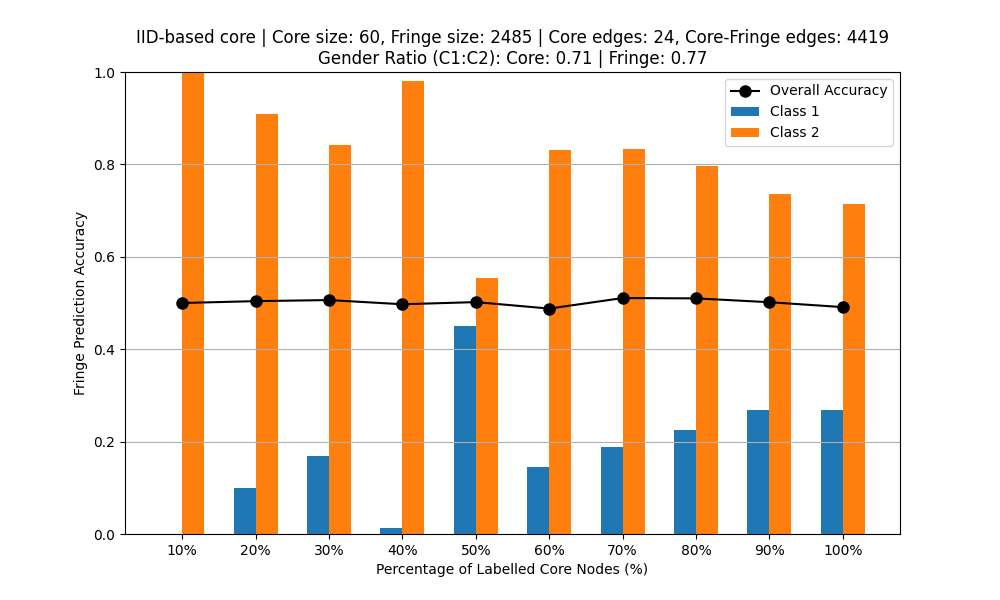 IID-based core | Core size: 60, Fringe size: 2485 | Core edges: 24, Core-Fringe edges: 4419
Gender Ratio (C1:C2): Core: 0.71 | Fringe: 0.77
Overall Accuracy
Class 1
Class 2
Fringe Prediction Accuracy
1.0
0.8
0.6
0.4
0.2
0.0
10% 20% 30% 40% 50% 60% 70% 80% 90% 100%
Percentage of Labelled Core Nodes (%)